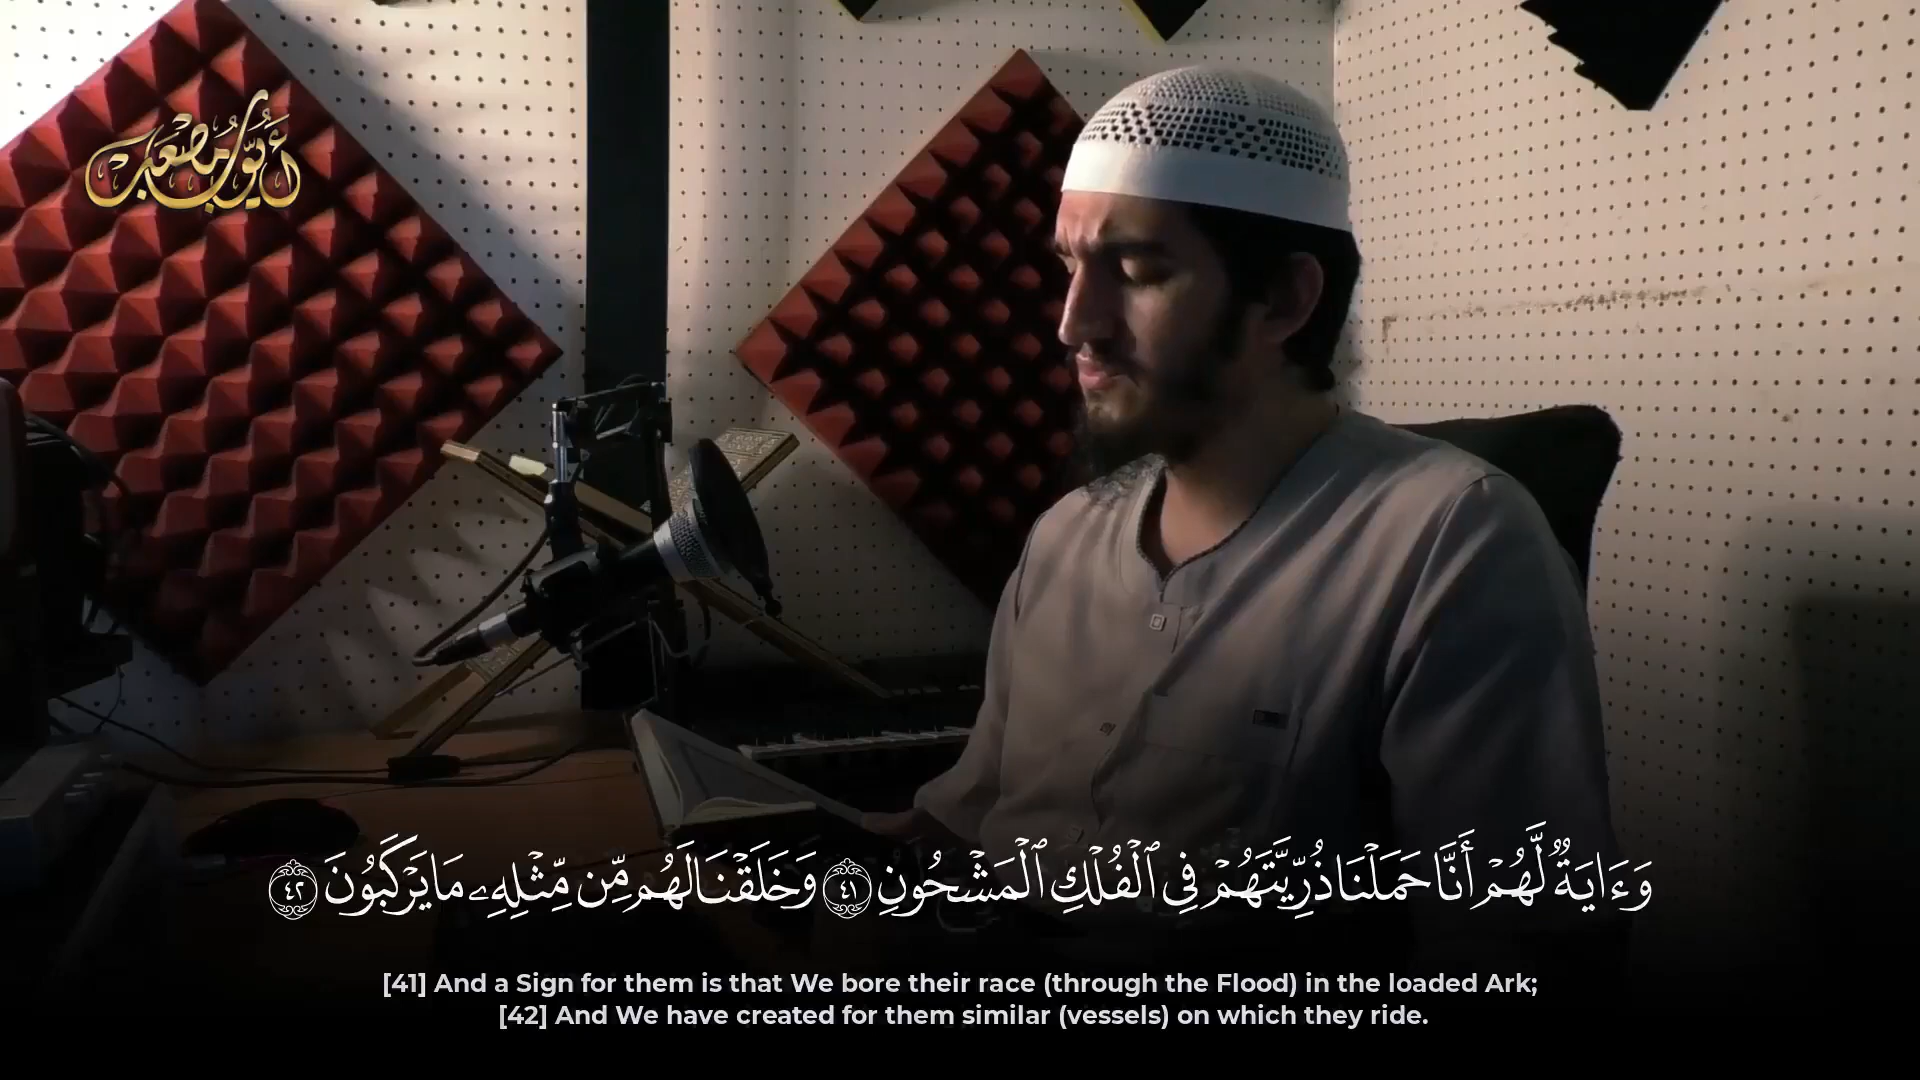 أيوب مصعب
وَءَايَةٌ لَّهُمْ أَنَّا حَمَلْنَا ذُرِّيَّتَهُمْ فِي ٱلْفُلْكِ ٱلْمَشْحُونِ ٤١ وَخَلَقْنَا لَهُم مِّن مِّثْلِهِۦ مَا يَرْكَبُونَ ٤٢
[41] And a Sign for them is that We bore their race (through the Flood) in the loaded Ark;
[42] And We have created for them similar (vessels) on which they ride.